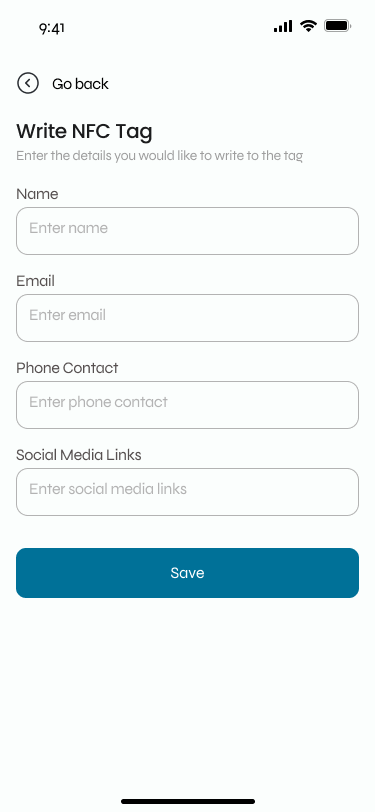 9:41
Go back
Write NFC Tag
Enter the details you would like to write to the tag
Name
Enter name
Email
Enter email
Phone Contact
Enter phone contact
Social Media Links
Enter social media links
Save